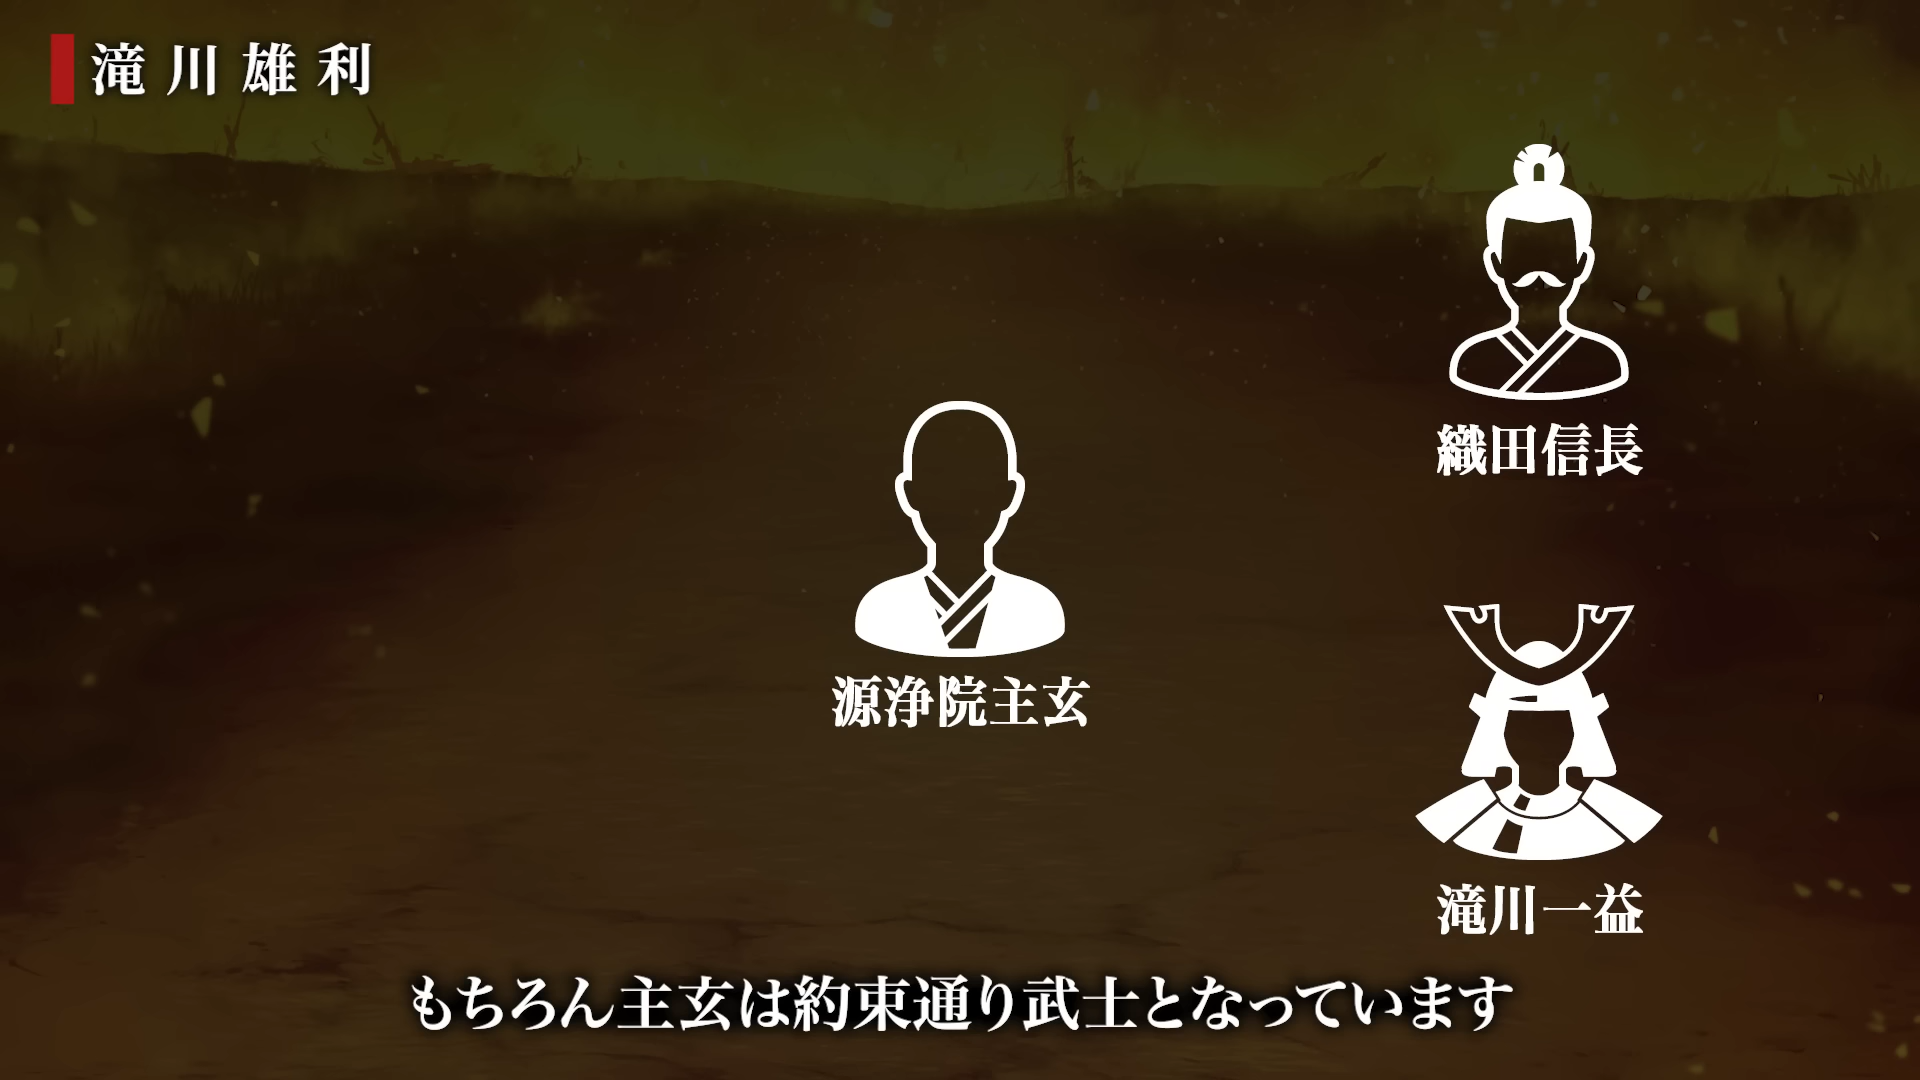 滝川雄利
織田信長
源浄院主玄
滝川一益
もちろん主玄は約束通り武士となっています